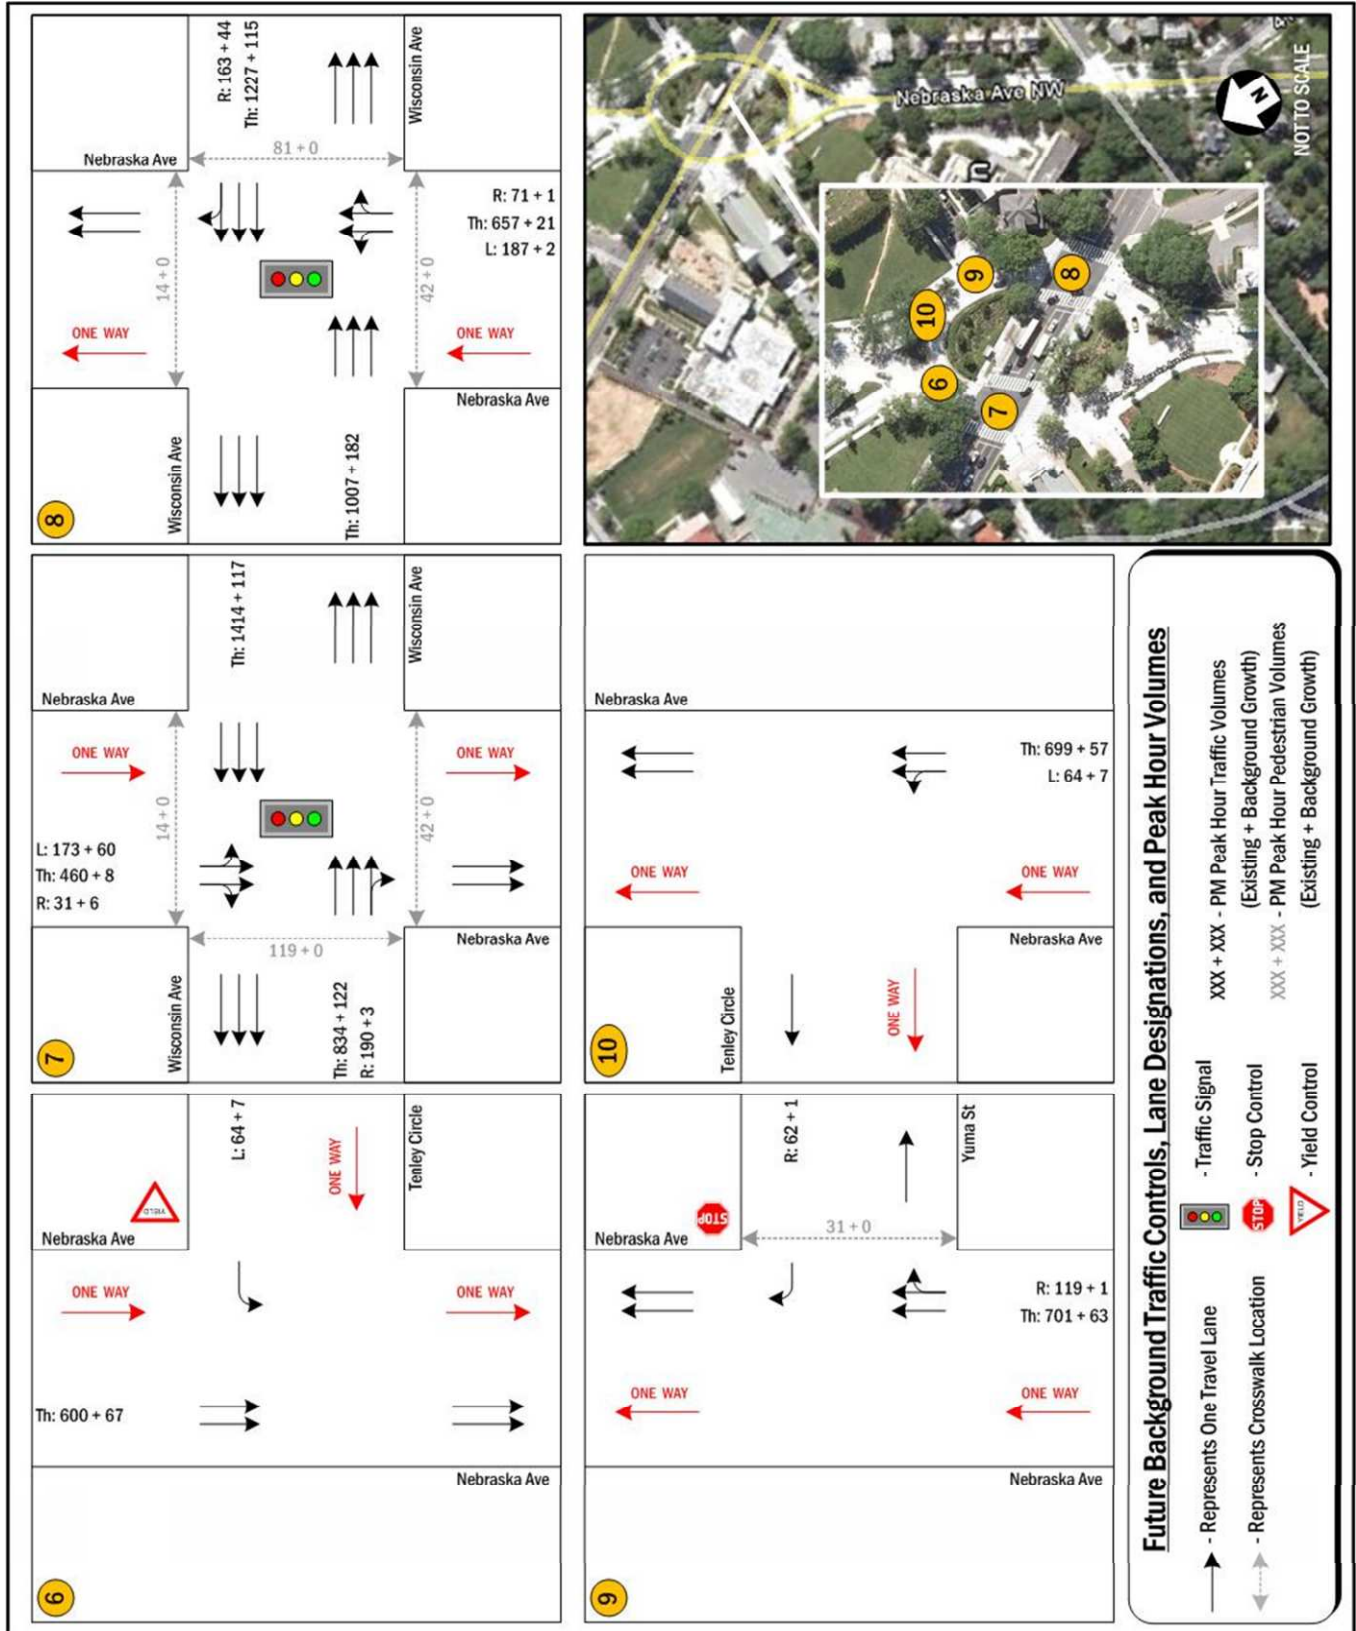 6
Nebraska Ave
YIELD
L: 64 + 7
ONE WAY
Tenley Circle
ONE WAY
ONE WAY
Th: 600 + 67
Nebraska Ave
7
Nebraska Ave
Th: 1414 + 117
Wisconsin Ave
ONE WAY
ONE WAY
14 + 0
42 + 0
L: 173 + 60
Th: 460 + 8
R: 31 + 6
119 + 0
Wisconsin Ave
Th: 834 + 122
R: 190 + 3
Nebraska Ave
8
Nebraska Ave
R: 163 + 44
Th: 1227 + 115
Wisconsin Ave
81 + 0
R: 71 + 1
Th: 657 + 21
L: 187 + 2
14 + 0
42 + 0
ONE WAY
ONE WAY
Wisconsin Ave
Th: 1007 + 182
Nebraska Ave
9
Nebraska Ave
STOP
R: 62 + 1
Yuma St
31 + 0
R: 119 + 1
Th: 701 + 63
ONE WAY
ONE WAY
Nebraska Ave
10
Nebraska Ave
Th: 699 + 57
L: 64 + 7
ONE WAY
ONE WAY
Tenley Circle
ONE WAY
Nebraska Ave
Nebraska Ave NW
N
NOT TO SCALE
6
7
8
9
10
Future Background Traffic Controls, Lane Designations, and Peak Hour Volumes
- Represents One Travel Lane
- Represents Crosswalk Location
- Traffic Signal
STOP - Stop Control
YIELD - Yield Control
XXX + XXX - PM Peak Hour Traffic Volumes
(Existing + Background Growth)
XXX + XXX - PM Peak Hour Pedestrian Volumes
(Existing + Background Growth)